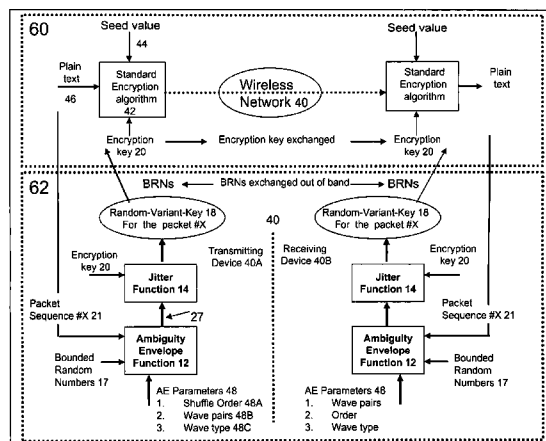 60
Seed value
44
Seed value
Plain
text
46
Standard
Encryption
algorithm
42
Wireless
Network 40
Standard
Encryption
algorithm
Plain
text
Encryption
key 20
Encryption key exchanged
Encryption
key 20
62
BRNs
BRNs exchanged out of band
BRNs
Random-Variant-Key 18
For the packet #X
40
Random-Variant-Key 18
For the packet #X
Transmitting
Device 40A
Receiving
Device 40B
Encryption
key 20
Jitter
Function 14
Jitter
Function 14
Encryption
key 20
27
Packet
Sequence #X 21
Packet
Sequence #X 21
Ambiguity
Envelope
Function 12
Ambiguity
Envelope
Function 12
Bounded
Random
Numbers 17
Bounded
Random
Numbers 17
AE Parameters 48
1. Shuffle Order 48A
2. Wave pairs 48B
3. Wave type 48C
AE Parameters 48
1. Wave pairs
2. Order
3. Wave type